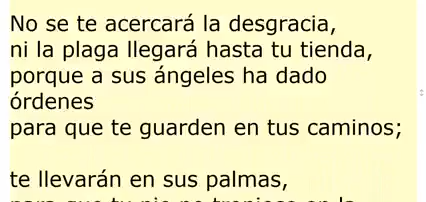 No se te acercará la desgracia,
ni la plaga llegará hasta tu tienda,
porque a sus ángeles ha dado
órdenes
para que te guarden en tus caminos;
te llevarán en sus palmas,